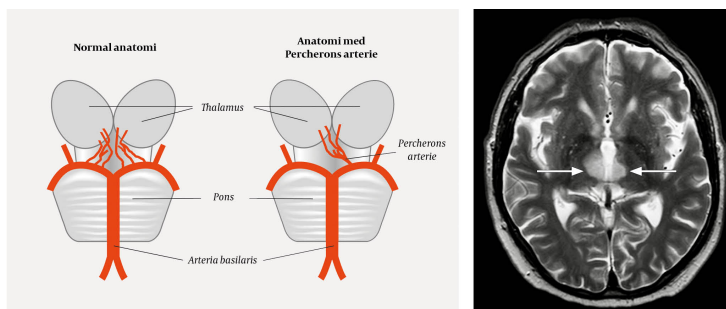 Normal anatomi
Anatomi med
Percherons arterie
Thalamus
Percherons
arterie
Pons
Arteria basilaris